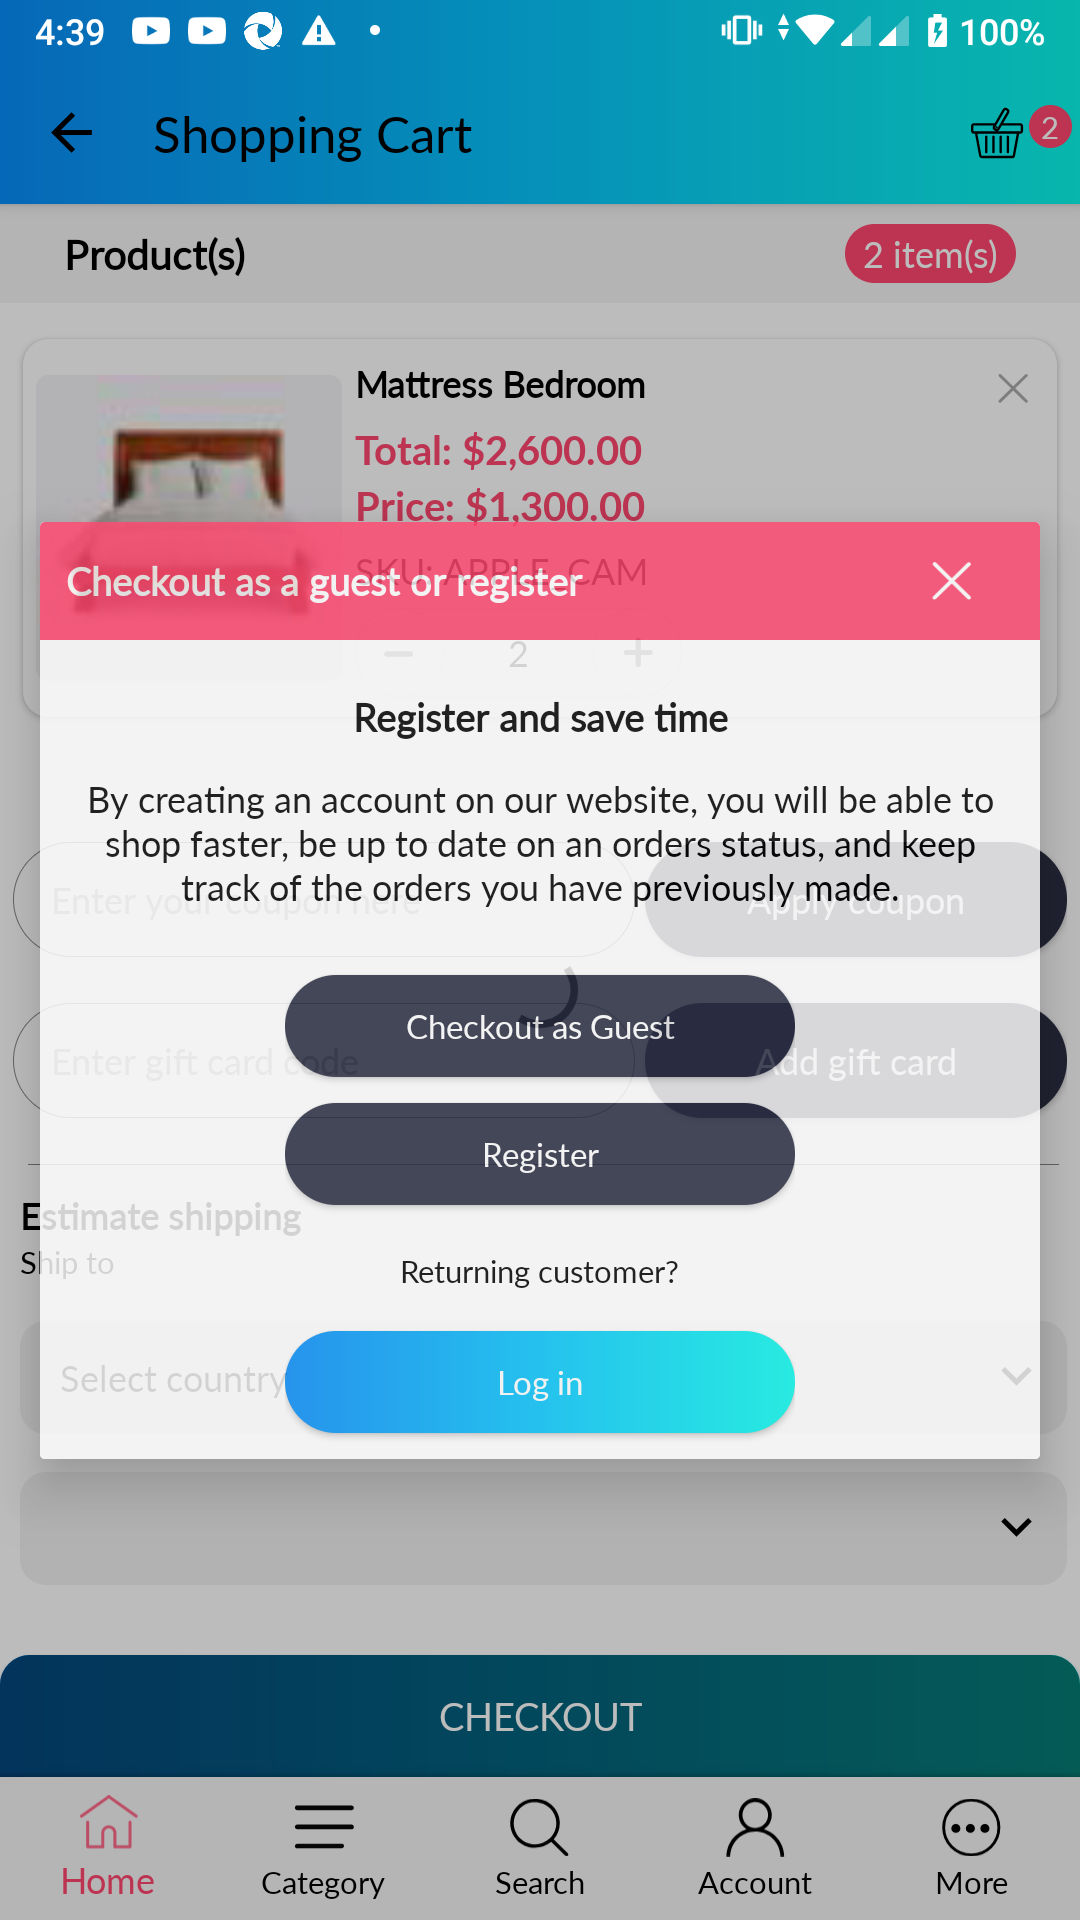 4:39
100%
Shopping Cart
2
Product(s)
2 item(s)
Mattress Bedroom
Total: $2,600.00
Price: $1,300.00
SKU: APPLE_CAM
Checkout as a guest or register
2
Register and save time
By creating an account on our website, you will be able to
shop faster, be up to date on an orders status, and keep
track of the orders you have previously made.
Enter your coupon here
Apply coupon
Checkout as Guest
Enter gift card code
Add gift card
Register
Estimate shipping
Ship to
Returning customer?
Select country
Log in
CHECKOUT
Home
Category
Search
Account
More